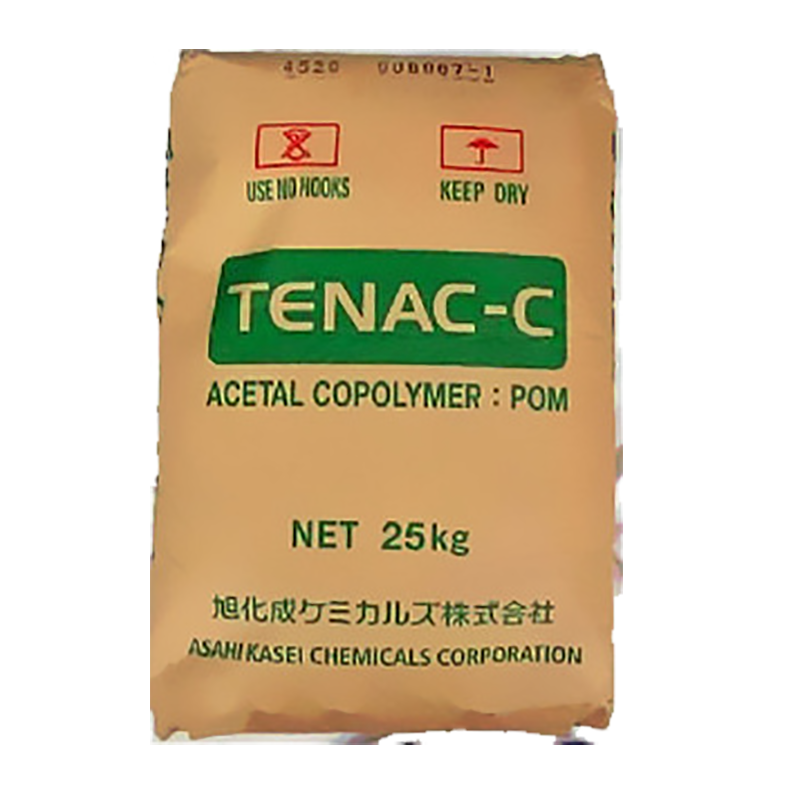 4520
USE NO HOOKS
KEEP DRY
TENAC-C
ACETAL COPOLYMER : POM
NET 25kg
旭化成ケミカルズ株式会社
ASAHI KASEI CHEMICALS CORPORATION